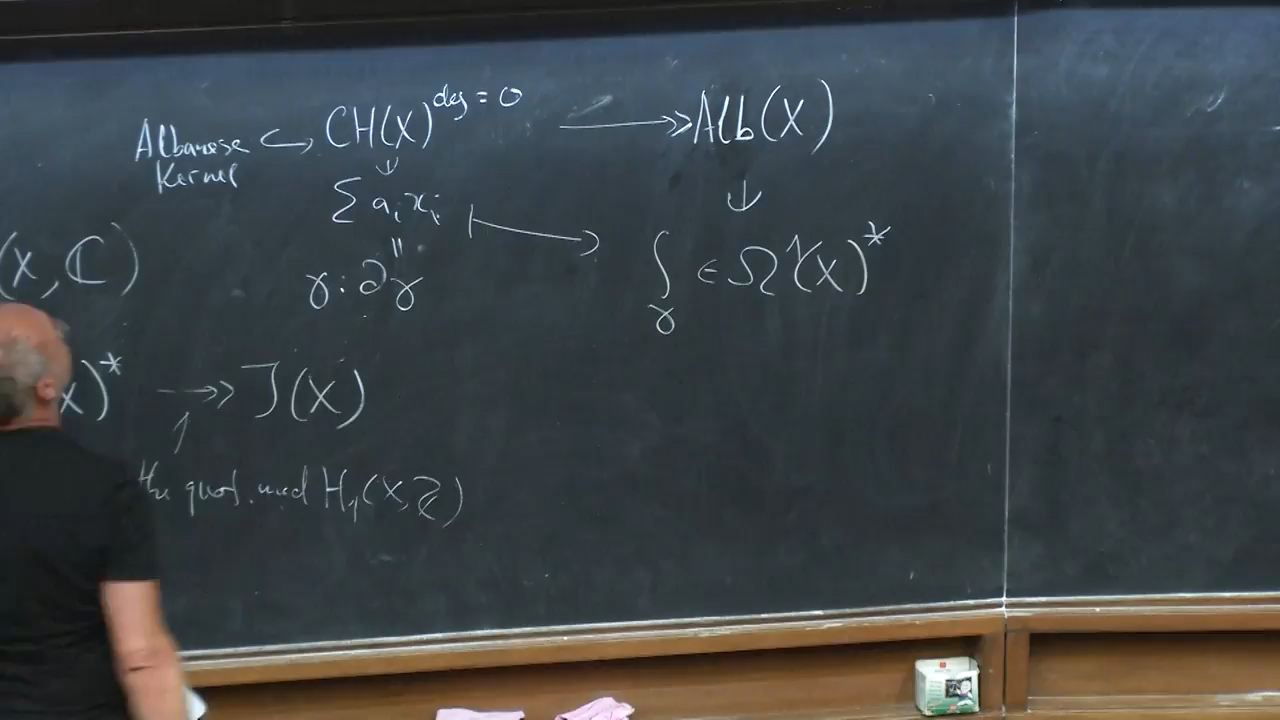 Albanese ↪ CH(X)^{deg = 0} ↠ Alb(X)
Kernel
Σ a_i x_i ↦ ∫_γ ∈ Ω^1(X)^*
γ : ∂γ
(X, ℂ)
X)^* ↠ J(X)
the quot. mod H_1(X, ℤ)